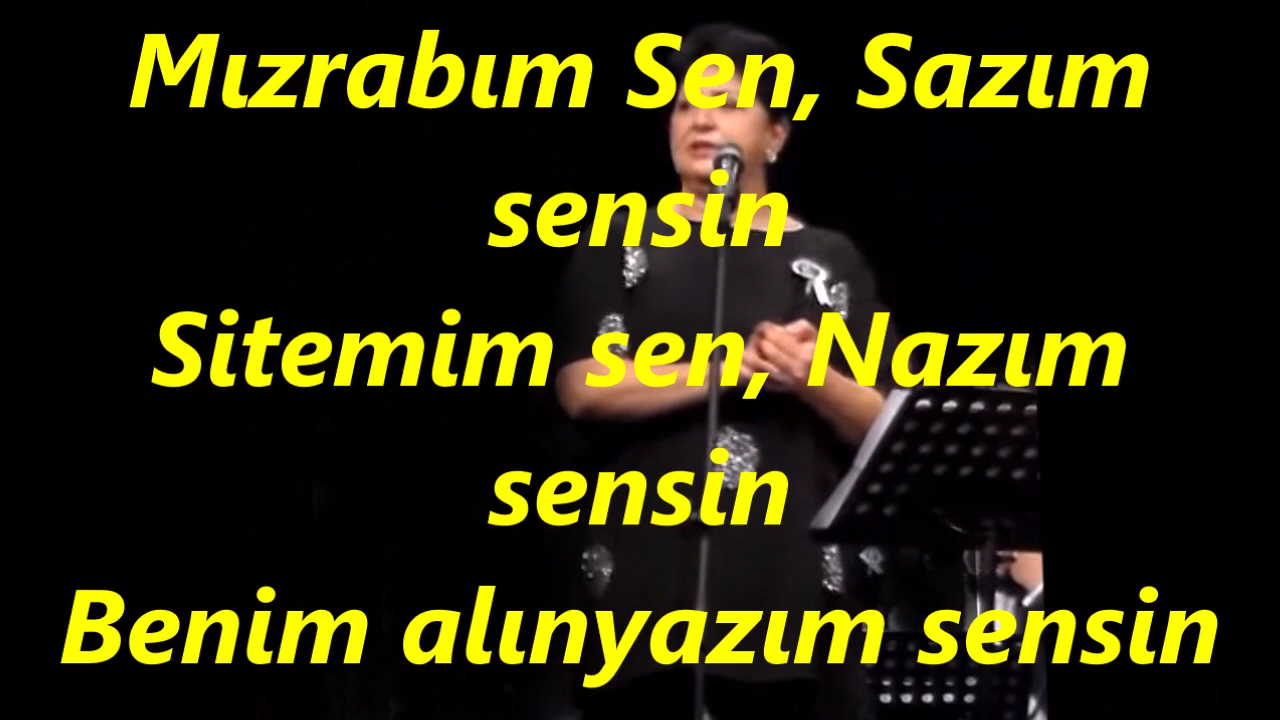 Mızrabım Sen, Sazım
sensin
Sitemim sen, Nazım
sensin
Benim alınyazım sensin